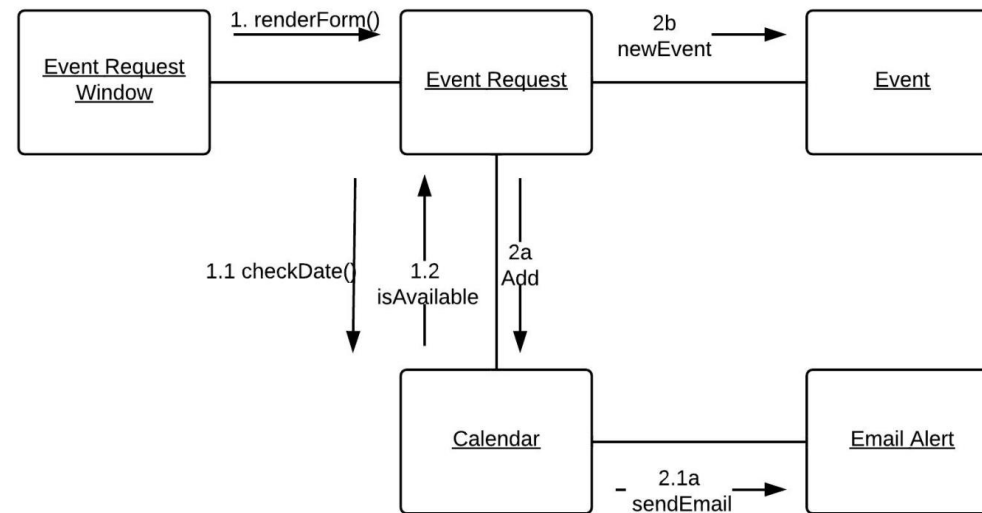 1. renderForm()
2b
newEvent
Event Request
Window
Event Request
Event
1.1 checkDate()
1.2
isAvailable
2a
Add
Calendar
Email Alert
2.1a
sendEmail